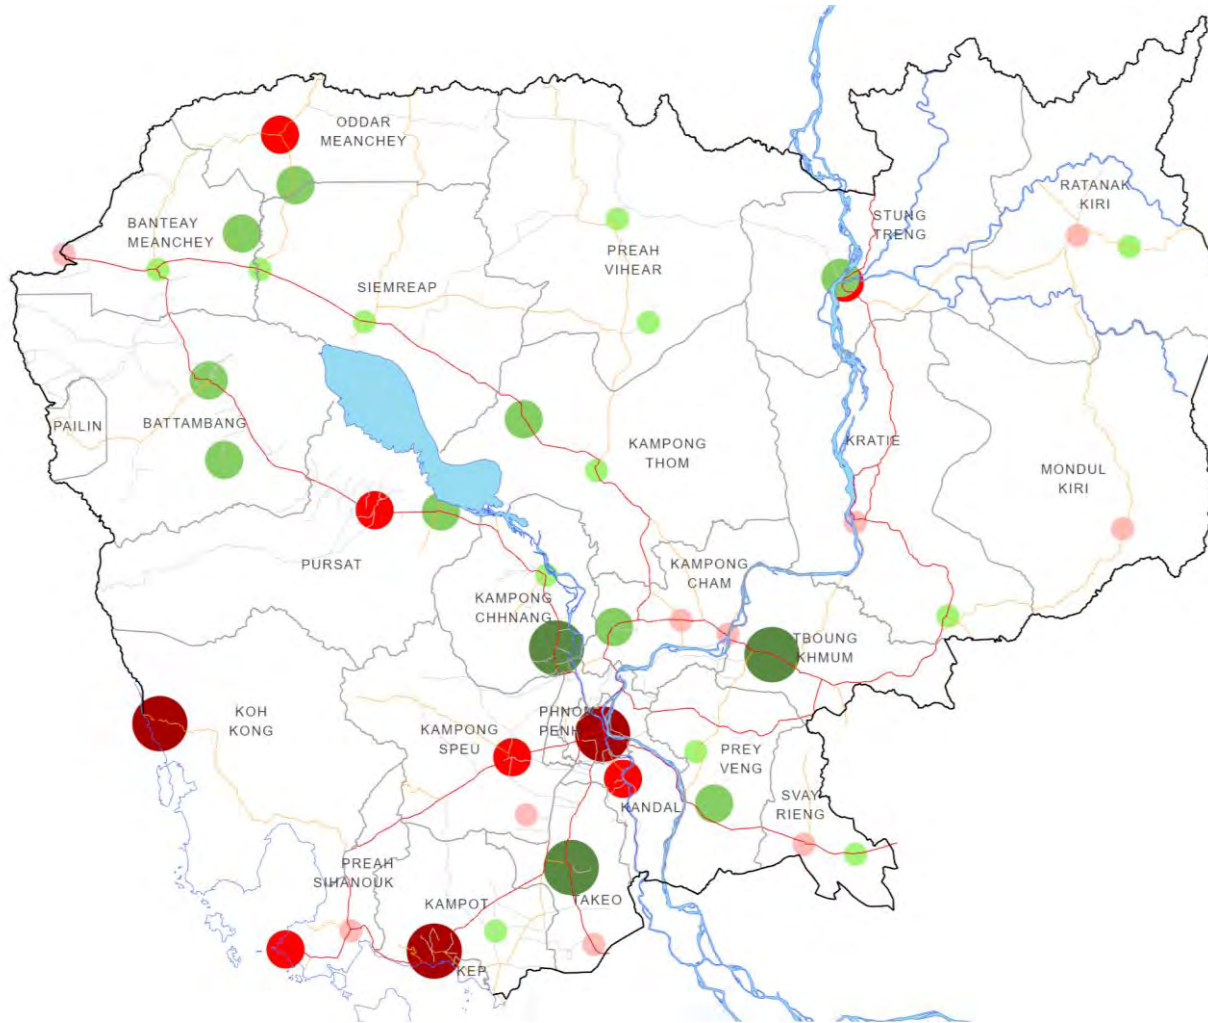 ODDAR
MEANCHEY
RATANAK
KIRI
STUNG
TRENG
BANTEAY
MEANCHEY
PREAH
VIHEAR
SIEMREAP
PAILIN
BATTAMBANG
KAMPONG
THOM
KRATIE
MONDUL
KIRI
PURSAT
KAMPONG
CHAM
KAMPONG
CHHNANG
TBOUNG
KHMUM
KOH
KONG
PHNOM
PENH
KAMPONG
SPEU
PREY
VENG
SVAY
RIENG
KANDAL
PREAH
SIHANOUK
KAMPOT
TAKEO
KEP